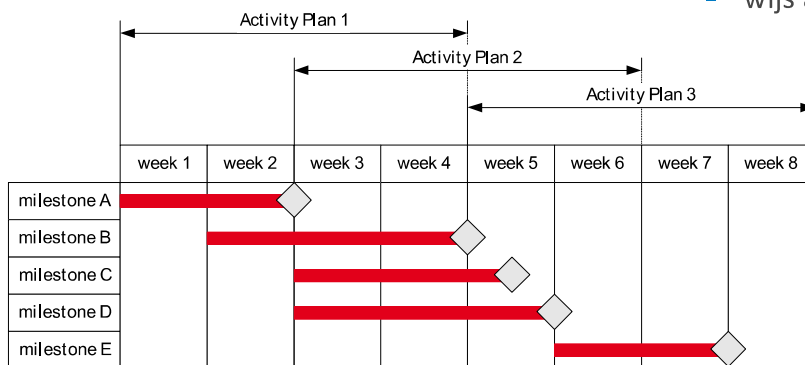 wijs
Activity Plan 1
Activity Plan 2
Activity Plan 3
week 1 week 2 week 3 week 4 week 5 week 6 week 7 week 8
milestone A
milestone B
milestone C
milestone D
milestone E